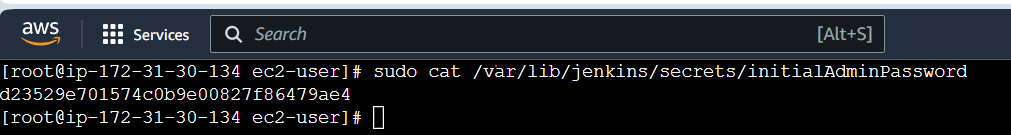 aws Services Search [Alt+S]
[root@ip-172-31-30-134 ec2-user]# sudo cat /var/lib/jenkins/secrets/initialAdminPassword
d23529e701574c0b9e00827f86479ae4
[root@ip-172-31-30-134 ec2-user]#